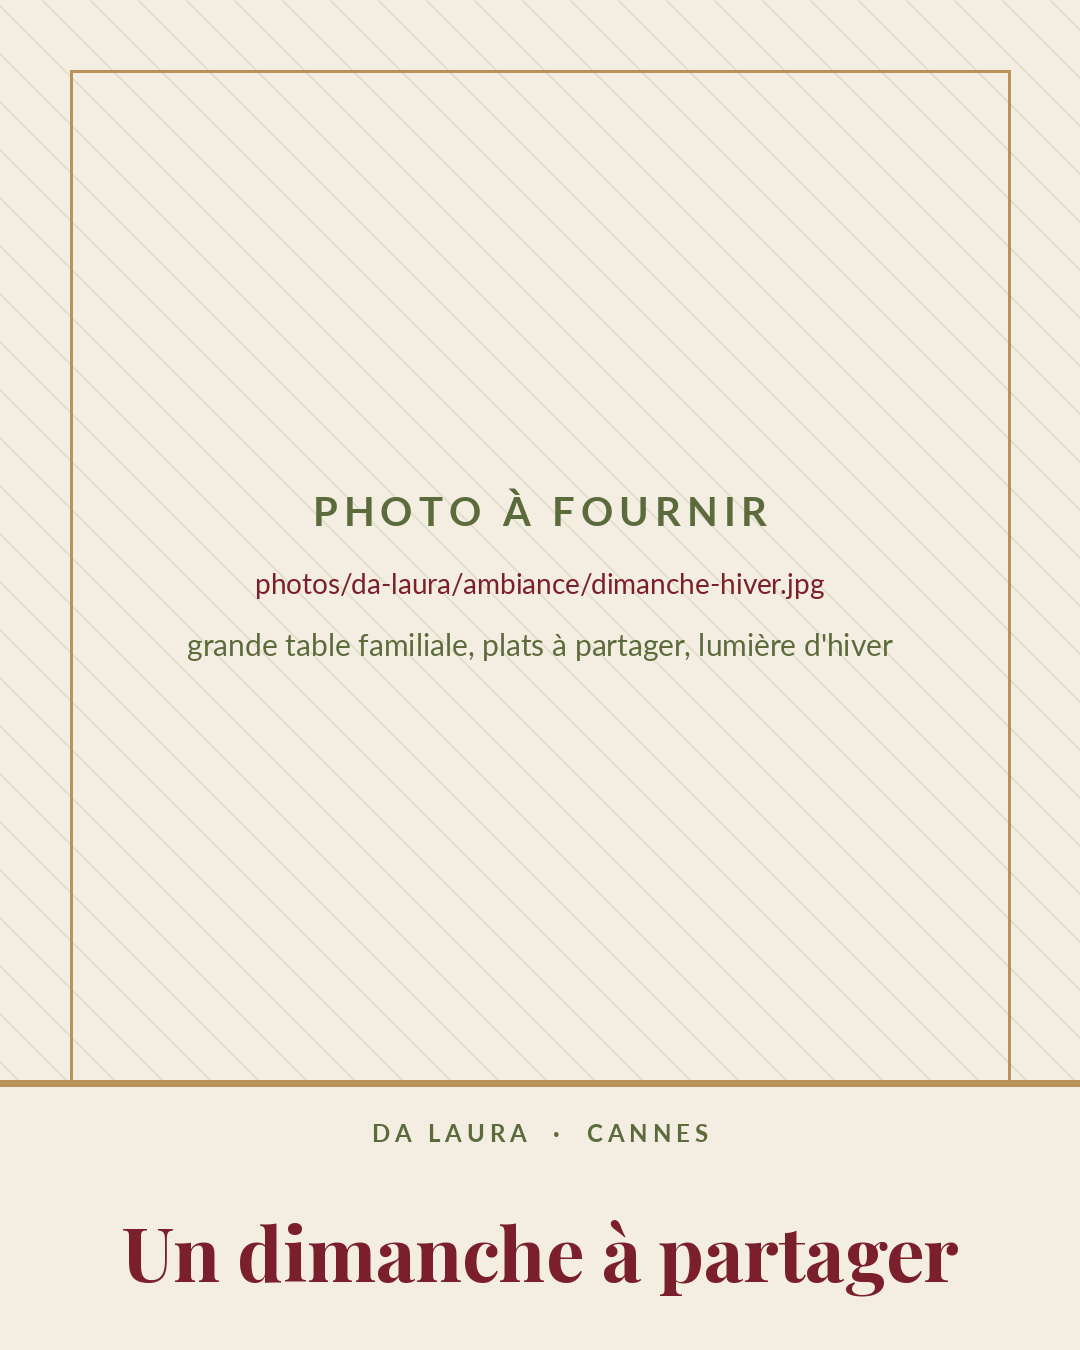 PHOTO À FOURNIR
photos/da-laura/ambiance/dimanche-hiver.jpg
grande table familiale, plats à partager, lumière d'hiver
DA LAURA · CANNES
Un dimanche à partager